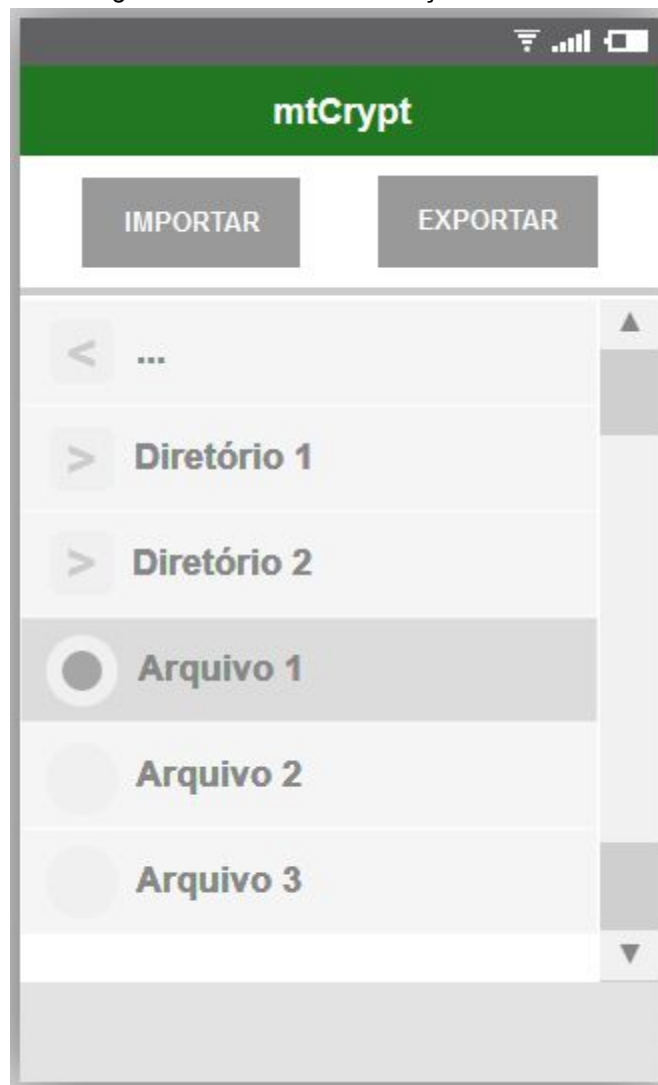 mtCrypt
IMPORTAR EXPORTAR
< ...
> Diretório 1
> Diretório 2
Arquivo 1
Arquivo 2
Arquivo 3